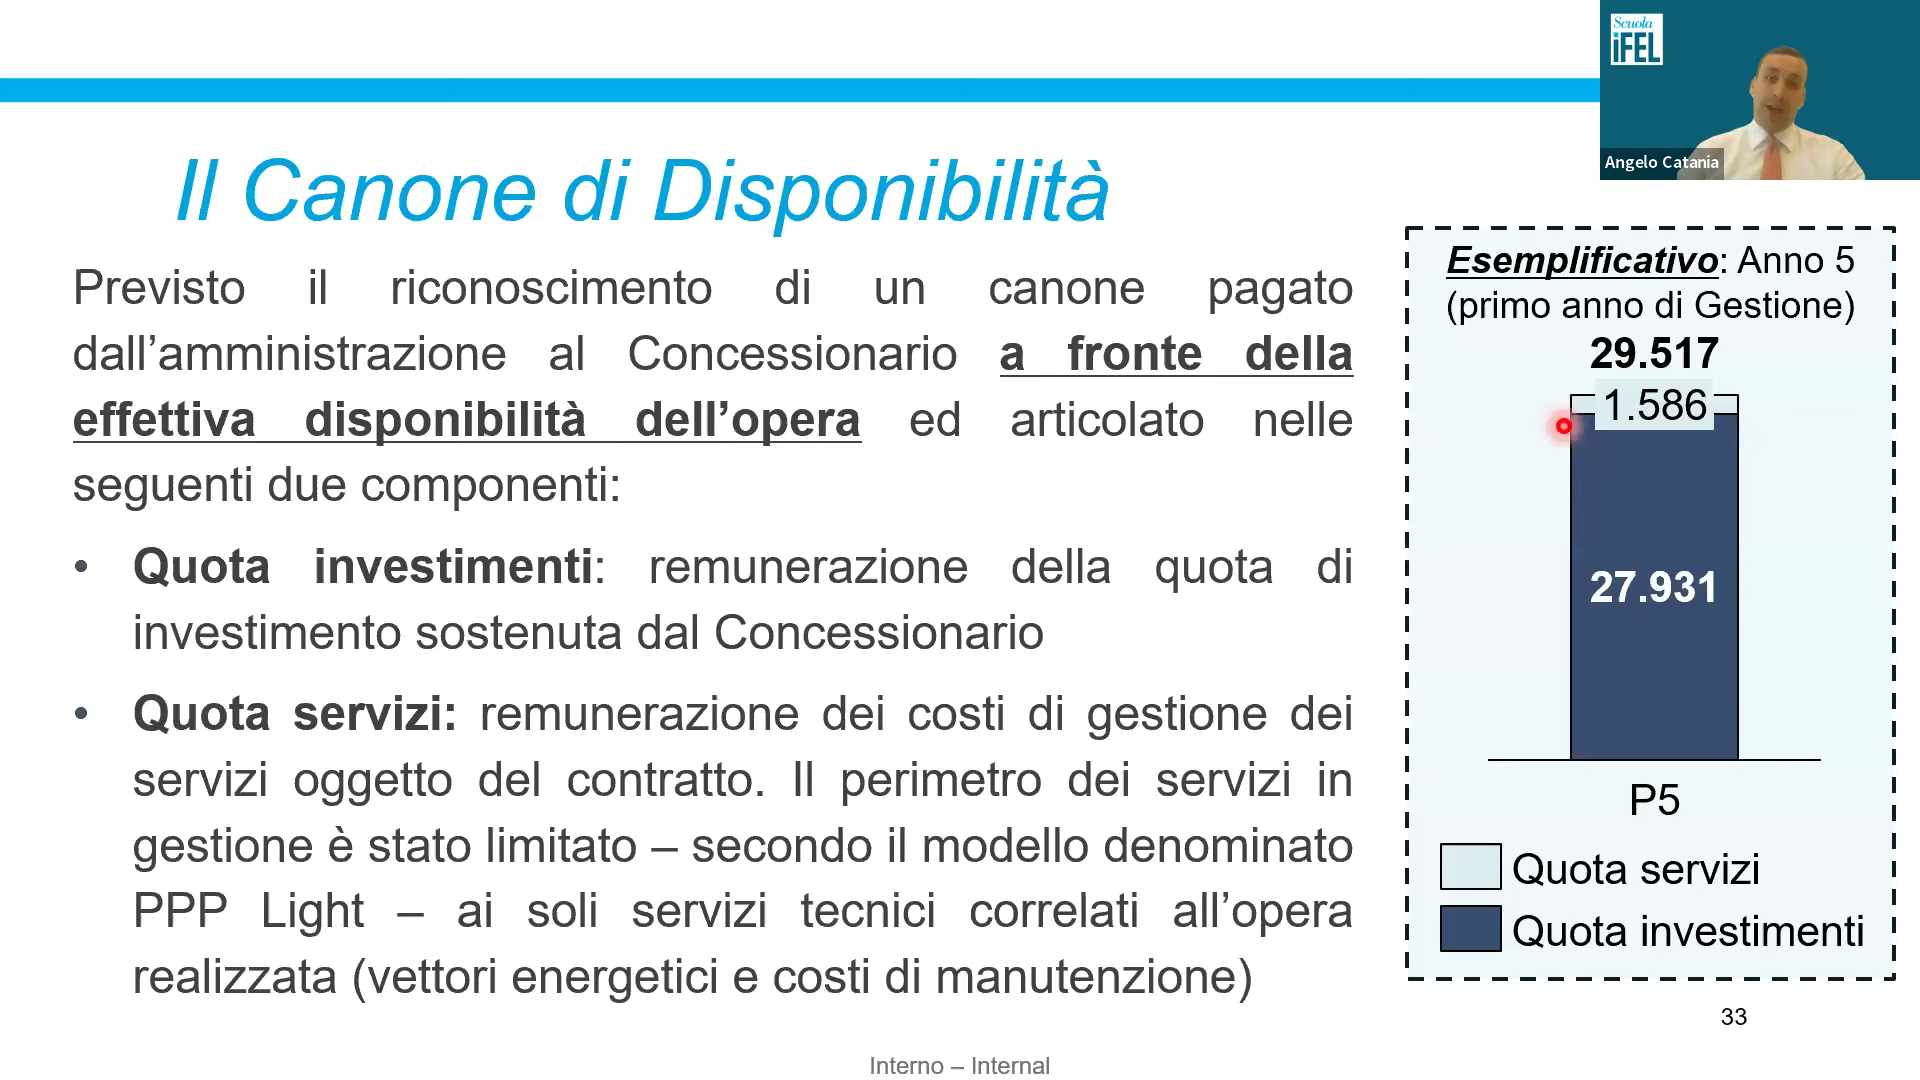 Scuola
iFEL
Angelo Catania
Il Canone di Disponibilità
Previsto il riconoscimento di un canone pagato
dall’amministrazione al Concessionario a fronte della
effettiva disponibilità dell’opera ed articolato nelle
seguenti due componenti:
• Quota investimenti: remunerazione della quota di
investimento sostenuta dal Concessionario
• Quota servizi: remunerazione dei costi di gestione dei
servizi oggetto del contratto. Il perimetro dei servizi in
gestione è stato limitato – secondo il modello denominato
PPP Light – ai soli servizi tecnici correlati all’opera
realizzata (vettori energetici e costi di manutenzione)
Esemplificativo: Anno 5
(primo anno di Gestione)
29.517
1.586
27.931
P5
Quota servizi
Quota investimenti
33
Interno – Internal